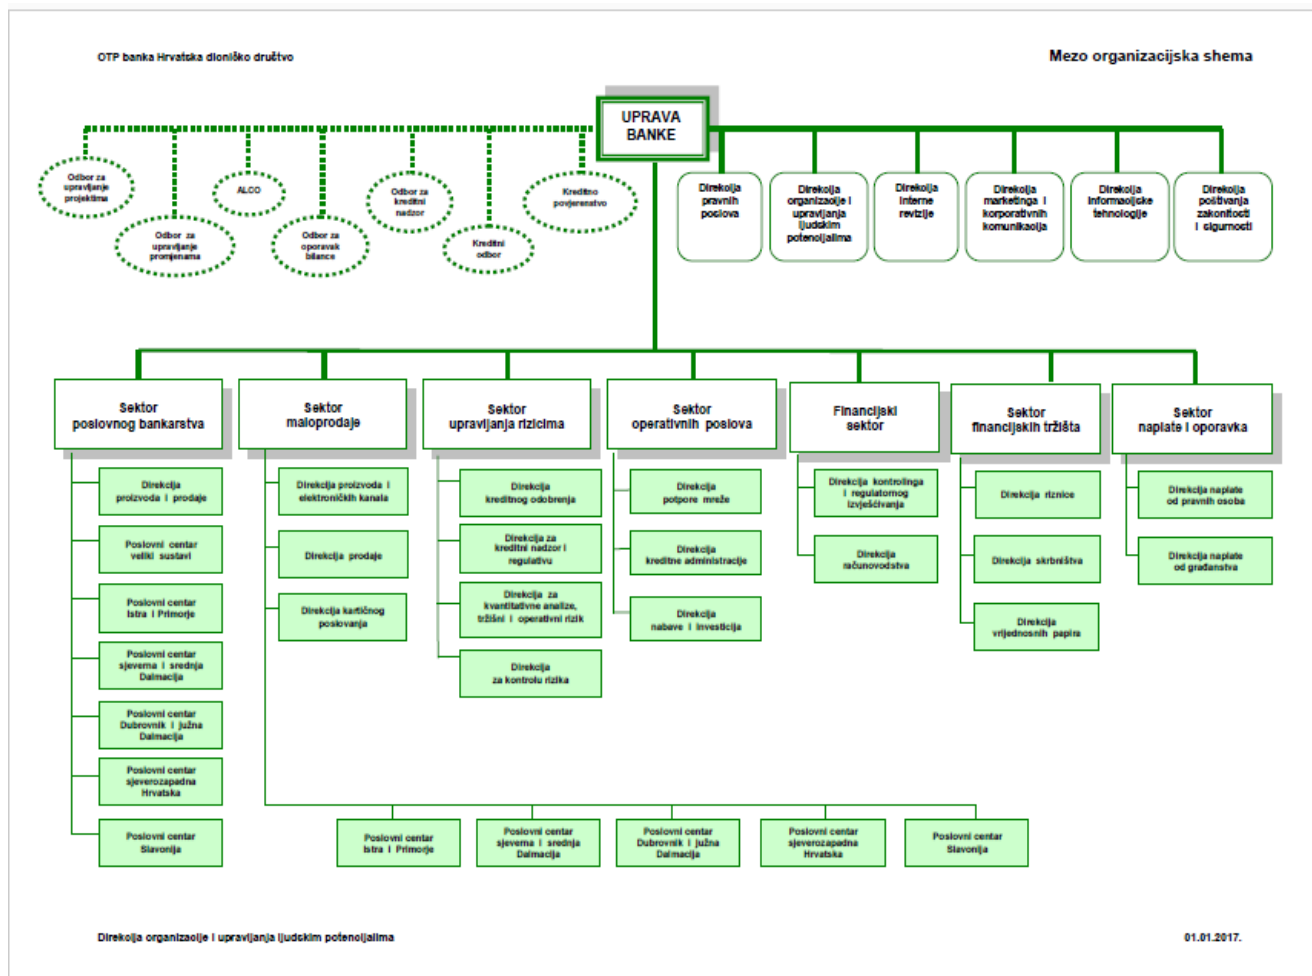 OTP banka Hrvatska dioničko društvo
Mezo organizacijska shema
UPRAVA
BANKE
Odbor za
upravljanje
projektima
Odbor za
upravljanje
promjenama
ALCO
Odbor za
oporavak
bilance
Odbor za
kreditni
nadzor
Kreditni
odbor
Kreditno
povjerenstvo
Direkcija
pravnih
poslova
Direkcija
organizacije i
upravljanja
ljudskim
potencijalima
Direkcija
Interne
revizije
Direkcija
marketinga i
korporativnih
komunikacija
Direkcija
Informacijske
tehnologije
Direkcija
poštivanja
zakonitosti
i sigurnosti
Sektor
poslovnog bankarstva
Direkcija
proizvoda i prodaje
Poslovni centar
veliki sustavi
Poslovni centar
Istra i Primorje
Poslovni centar
sjeverna i srednja
Dalmacija
Poslovni centar
Dubrovnik i južna
Dalmacija
Poslovni centar
sjeverozapadna
Hrvatska
Poslovni centar
Slavonija
Sektor
maloprodaje
Direkcija proizvoda i
elektroničkih kanala
Direkcija prodaje
Direkcija kartičnog
poslovanja
Poslovni centar
Istra i Primorje
Poslovni centar
sjeverna i srednja
Dalmacija
Poslovni centar
Dubrovnik i južna
Dalmacija
Poslovni centar
sjeverozapadna
Hrvatska
Poslovni centar
Slavonija
Sektor
upravljanja rizicima
Direkcija
kreditnog odobrenja
Direkcija za
kreditni nadzor i
regulativu
Direkcija za
kvantitativne analize,
tržišni i operativni rizik
Direkcija
za kontrolu rizika
Sektor
operativnih poslova
Direkcija
potpore mreže
Direkcija
kreditne administracije
Direkcija
nabave i investicija
Financijski
sektor
Direkcija kontrolinga
i regulatornog
izvješćivanja
Direkcija
računovodstva
Sektor
financijskih tržišta
Direkcija riznice
Direkcija skrbništva
Direkcija
vrijednosnih papira
Sektor
naplate i oporavka
Direkcija naplate
od pravnih osoba
Direkcija naplate
od građanstva
Direkcija organizacije i upravljanja ljudskim potencijalima
01.01.2017.